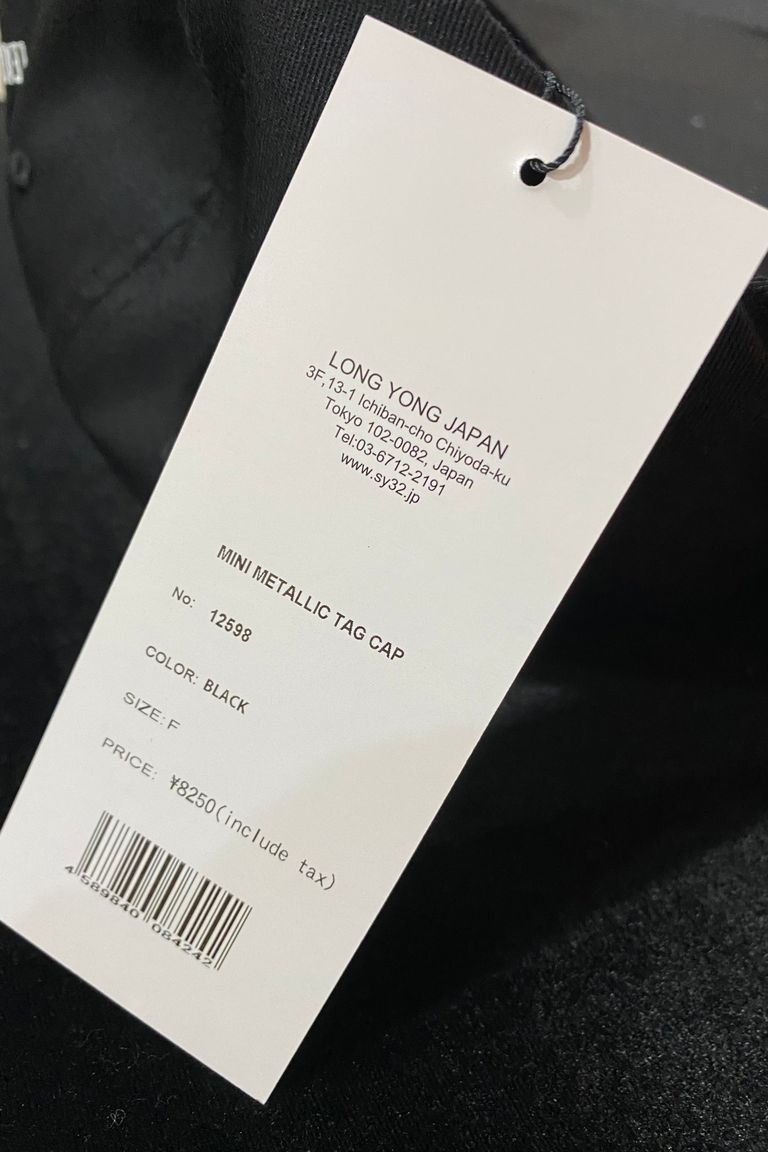 LONG YONG JAPAN
3F,13-1 Ichiban-cho Chiyoda-ku
Tokyo 102-0082, Japan
Tel:03-6712-2191
www.sy32.jp
MINI METALLIC TAG CAP
No: 12598
COLOR: BLACK
SIZE: F
PRICE: ¥8250(include tax)
4 589840 084242